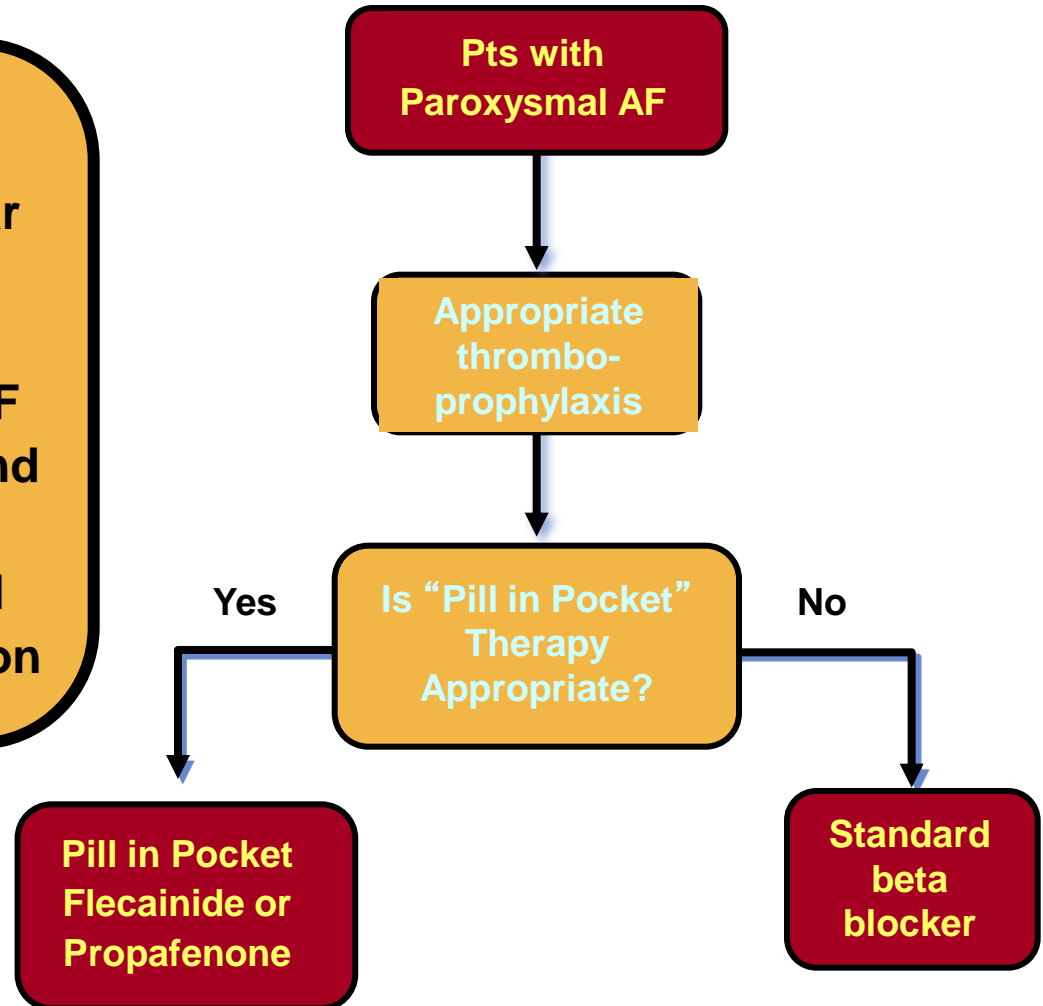 Pts with
Paroxysmal AF
Appropriate
thrombo-
prophylaxis
Is “Pill in Pocket”
Therapy
Appropriate?
Yes
No
Pill in Pocket
Flecainide or
Propafenone
Standard
beta
blocker